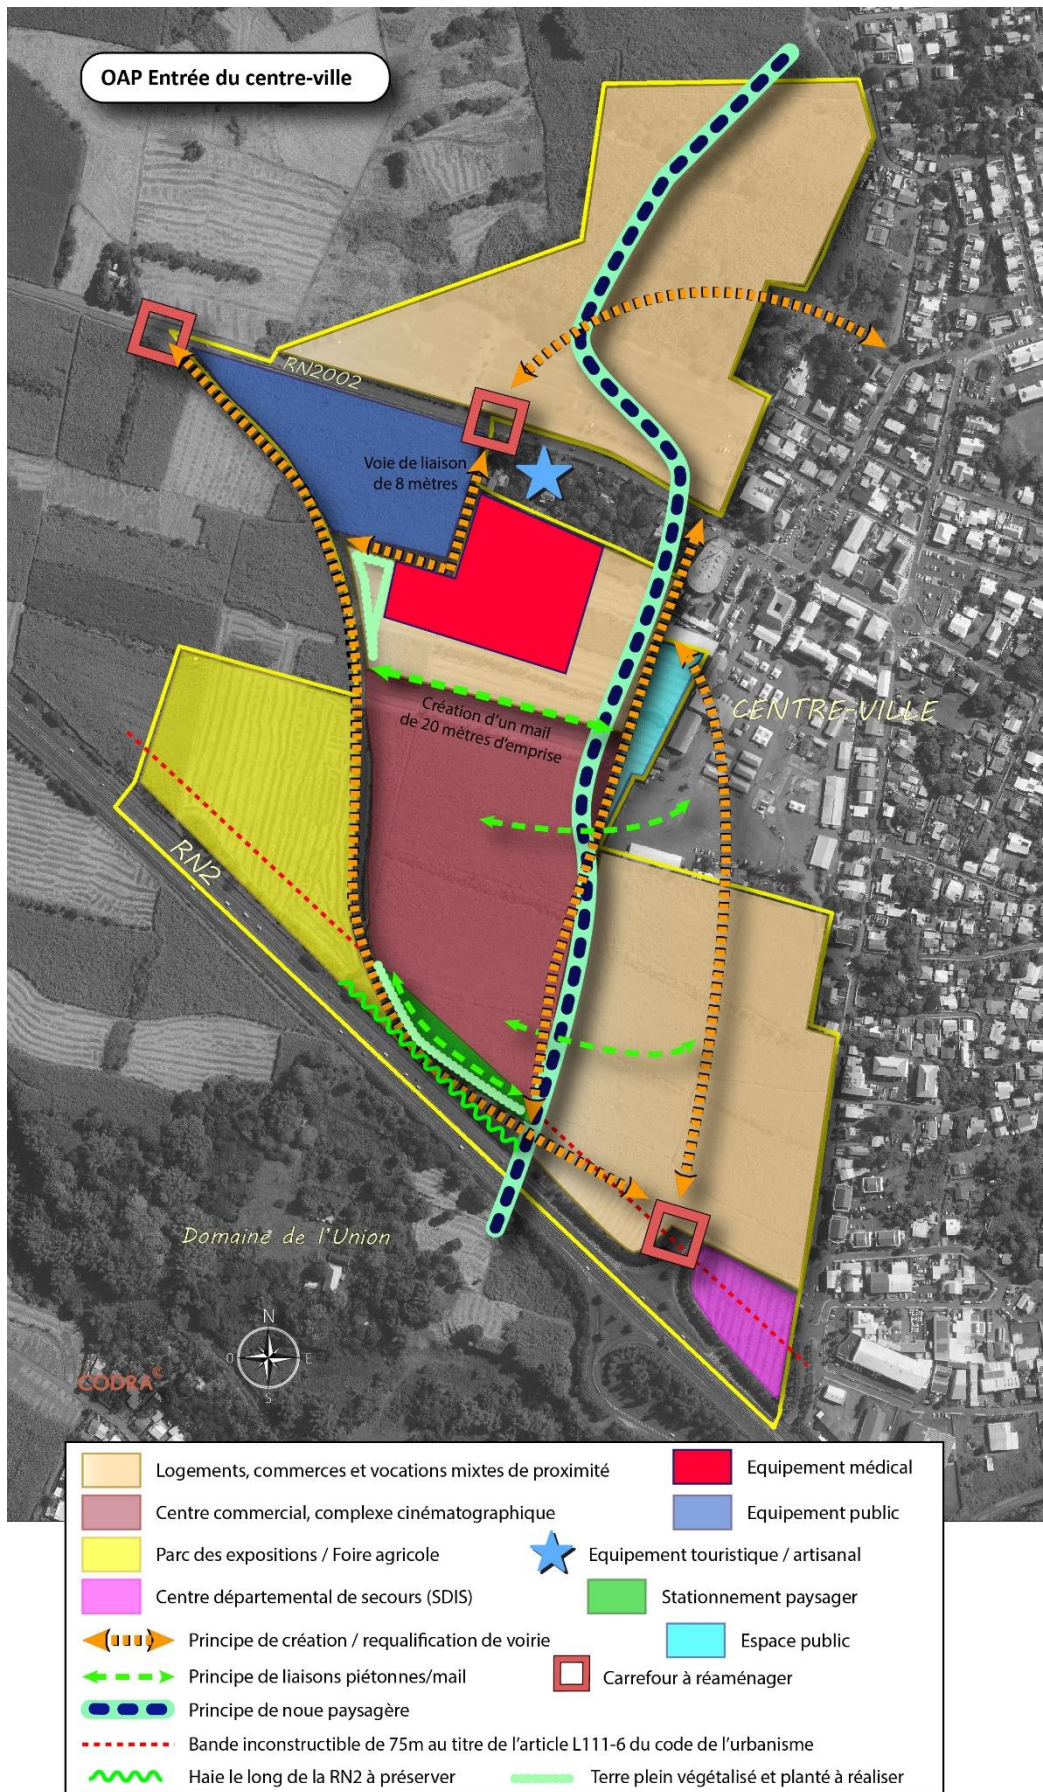 OAP Entrée du centre-ville
RN2002
Voie de liaison
de 8 mètres
Création d'un mail
de 20 mètres d'emprise
CENTRE-VILLE
RN2
Domaine de l'Union
N
O
E
S
CODRA©
Logements, commerces et vocations mixtes de proximité
Equipement médical
Centre commercial, complexe cinématographique
Equipement public
Parc des expositions / Foire agricole
Equipement touristique / artisanal
Centre départemental de secours (SDIS)
Stationnement paysager
Principe de création / requalification de voirie
Espace public
Principe de liaisons piétonnes/mail
Carrefour à réaménager
Principe de noue paysagère
Bande inconstructible de 75m au titre de l'article L111-6 du code de l'urbanisme
Haie le long de la RN2 à préserver
Terre plein végétalisé et planté à réaliser